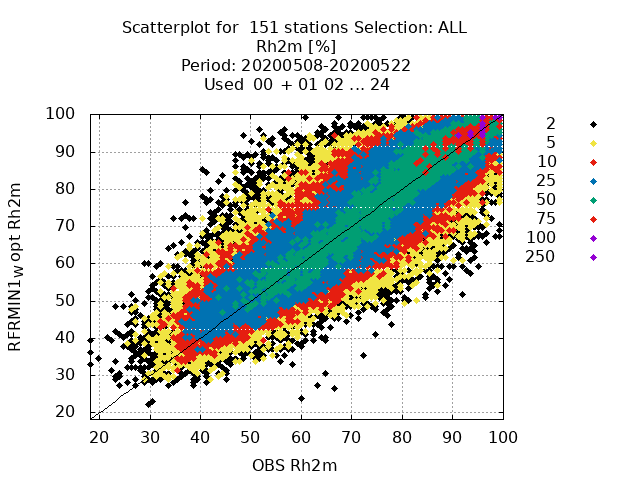 Scatterplot for  151 stations Selection: ALL
Rh2m [%]
Period: 20200508-20200522
Used  00 + 01 02 ... 24
RFRMIN1w opt Rh2m
100
90
80
70
60
50
40
30
20
20 30 40 50 60 70 80 90 100
OBS Rh2m
2
5
10
25
50
75
100
250